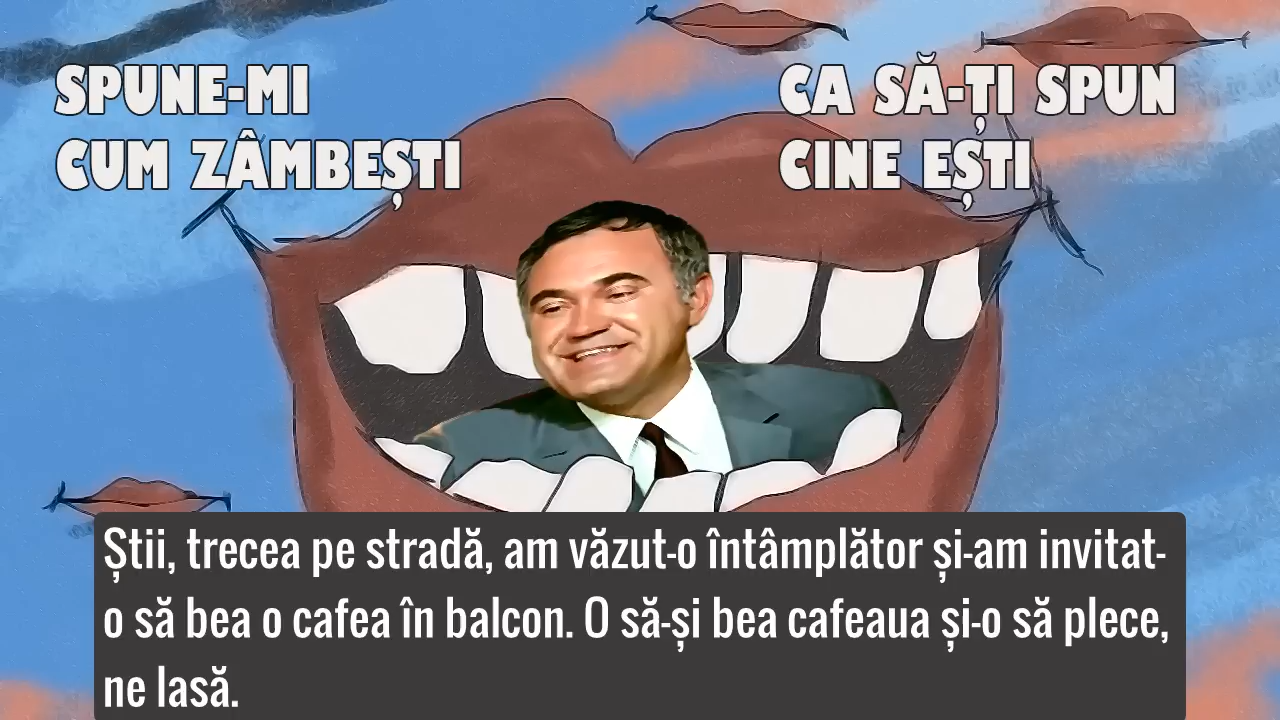 SPUNE-MI
CUM ZÂMBEȘTI
CA SĂ-ȚI SPUN
CINE EȘTI
Știi, trecea pe stradă, am văzut-o întâmplător și-am invitat-
o să bea o cafea în balcon. O să-și bea cafeaua și-o să plece,
ne lasă.